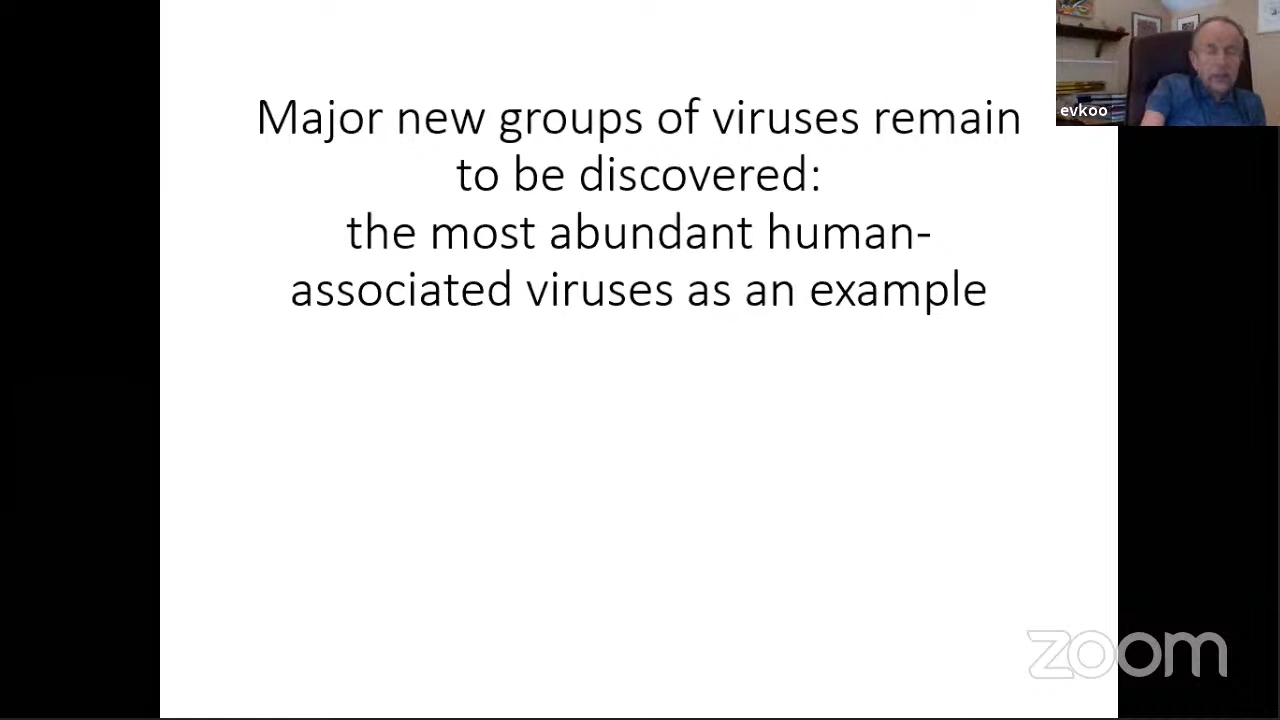 Major new groups of viruses remain
to be discovered:
the most abundant human-
associated viruses as an example
evkoo
zoom